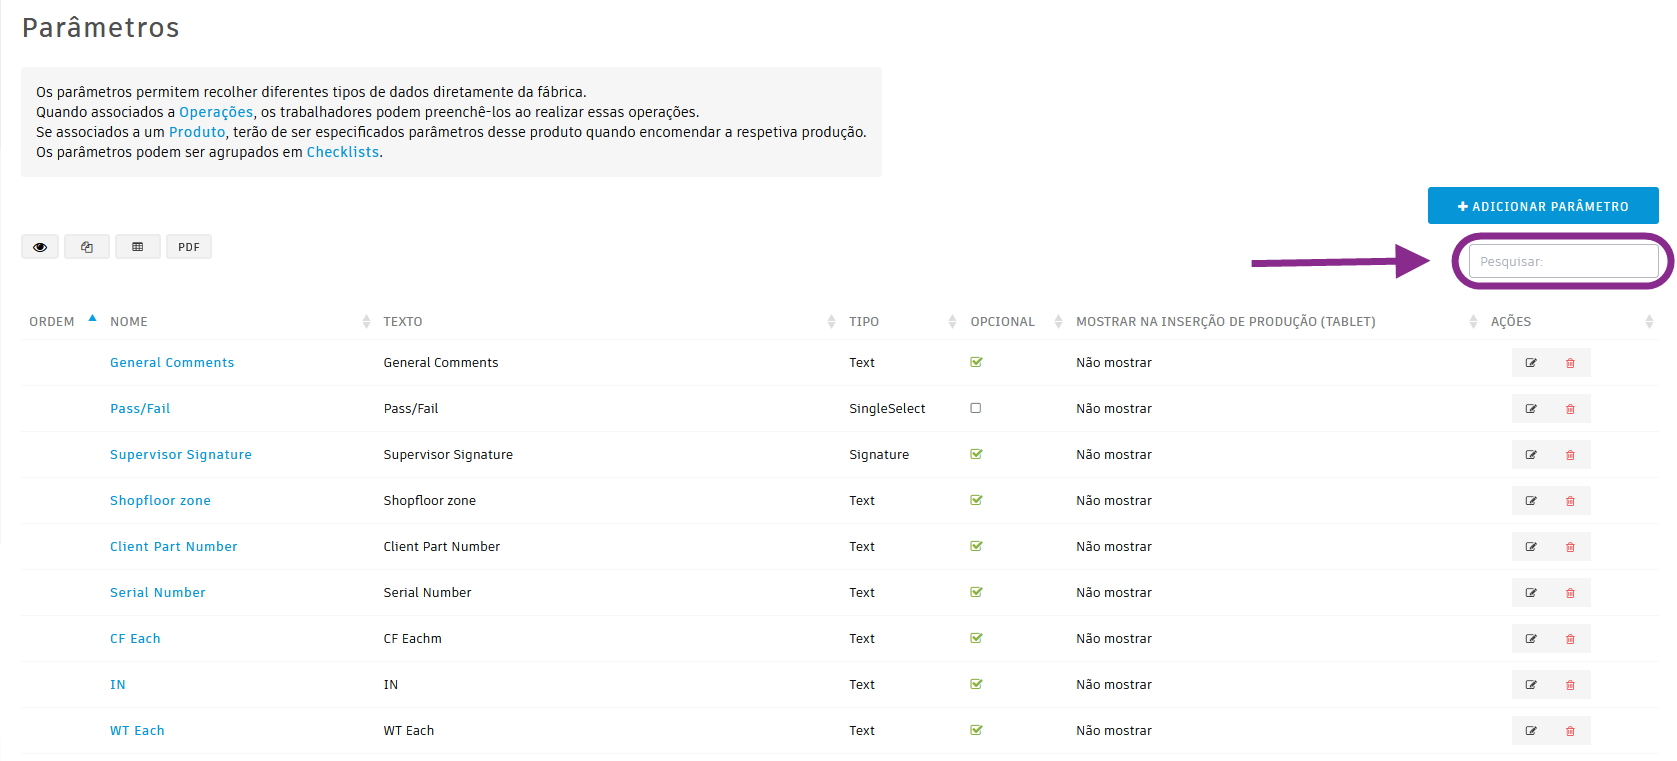 Parâmetros
Os parâmetros permitem recolher diferentes tipos de dados diretamente da fábrica.
Quando associados a Operações, os trabalhadores podem preenchê-los ao realizar essas operações.
Se associados a um Produto, terão de ser especificados parâmetros desse produto quando encomendar a respetiva produção.
Os parâmetros podem ser agrupados em Checklists.
ADICIONAR PARÂMETRO
PDF
Pesquisar:
ORDEM NOME TEXTO TIPO OPCIONAL MOSTRAR NA INSERÇÃO DE PRODUÇÃO (TABLET) AÇÕES
General Comments General Comments Text Não mostrar
Pass/Fail Pass/Fail SingleSelect Não mostrar
Supervisor Signature Supervisor Signature Signature Não mostrar
Shopfloor zone Shopfloor zone Text Não mostrar
Client Part Number Client Part Number Text Não mostrar
Serial Number Serial Number Text Não mostrar
CF Each CF Eachm Text Não mostrar
IN IN Text Não mostrar
WT Each WT Each Text Não mostrar